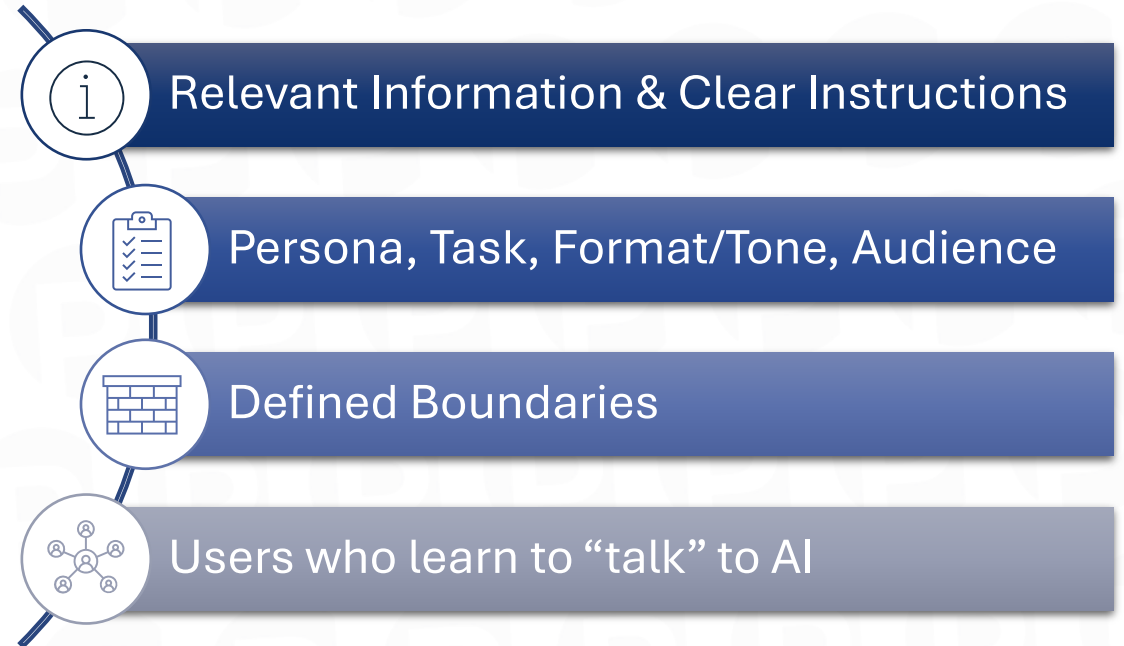 Relevant Information & Clear Instructions
Persona, Task, Format/Tone, Audience
Defined Boundaries
Users who learn to “talk” to AI